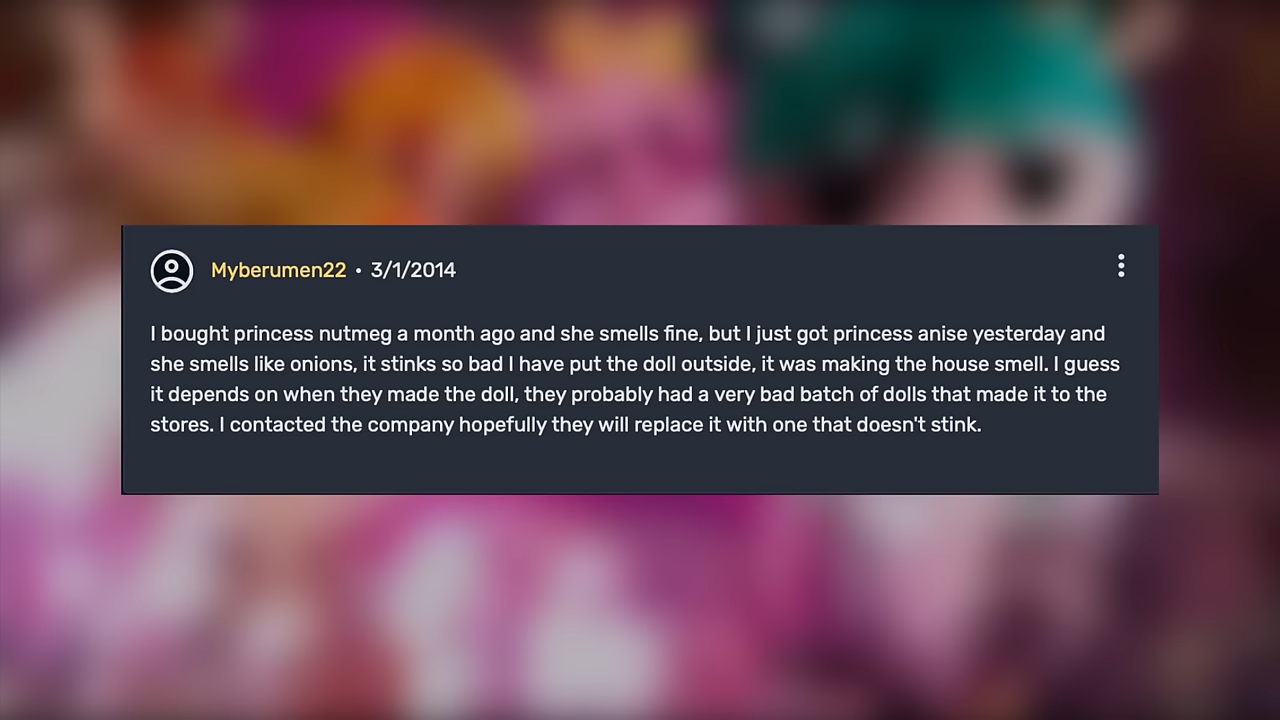 Myberumen22 • 3/1/2014
I bought princess nutmeg a month ago and she smells fine, but I just got princess anise yesterday and
she smells like onions, it stinks so bad I have put the doll outside, it was making the house smell. I guess
it depends on when they made the doll, they probably had a very bad batch of dolls that made it to the
stores. I contacted the company hopefully they will replace it with one that doesn't stink.